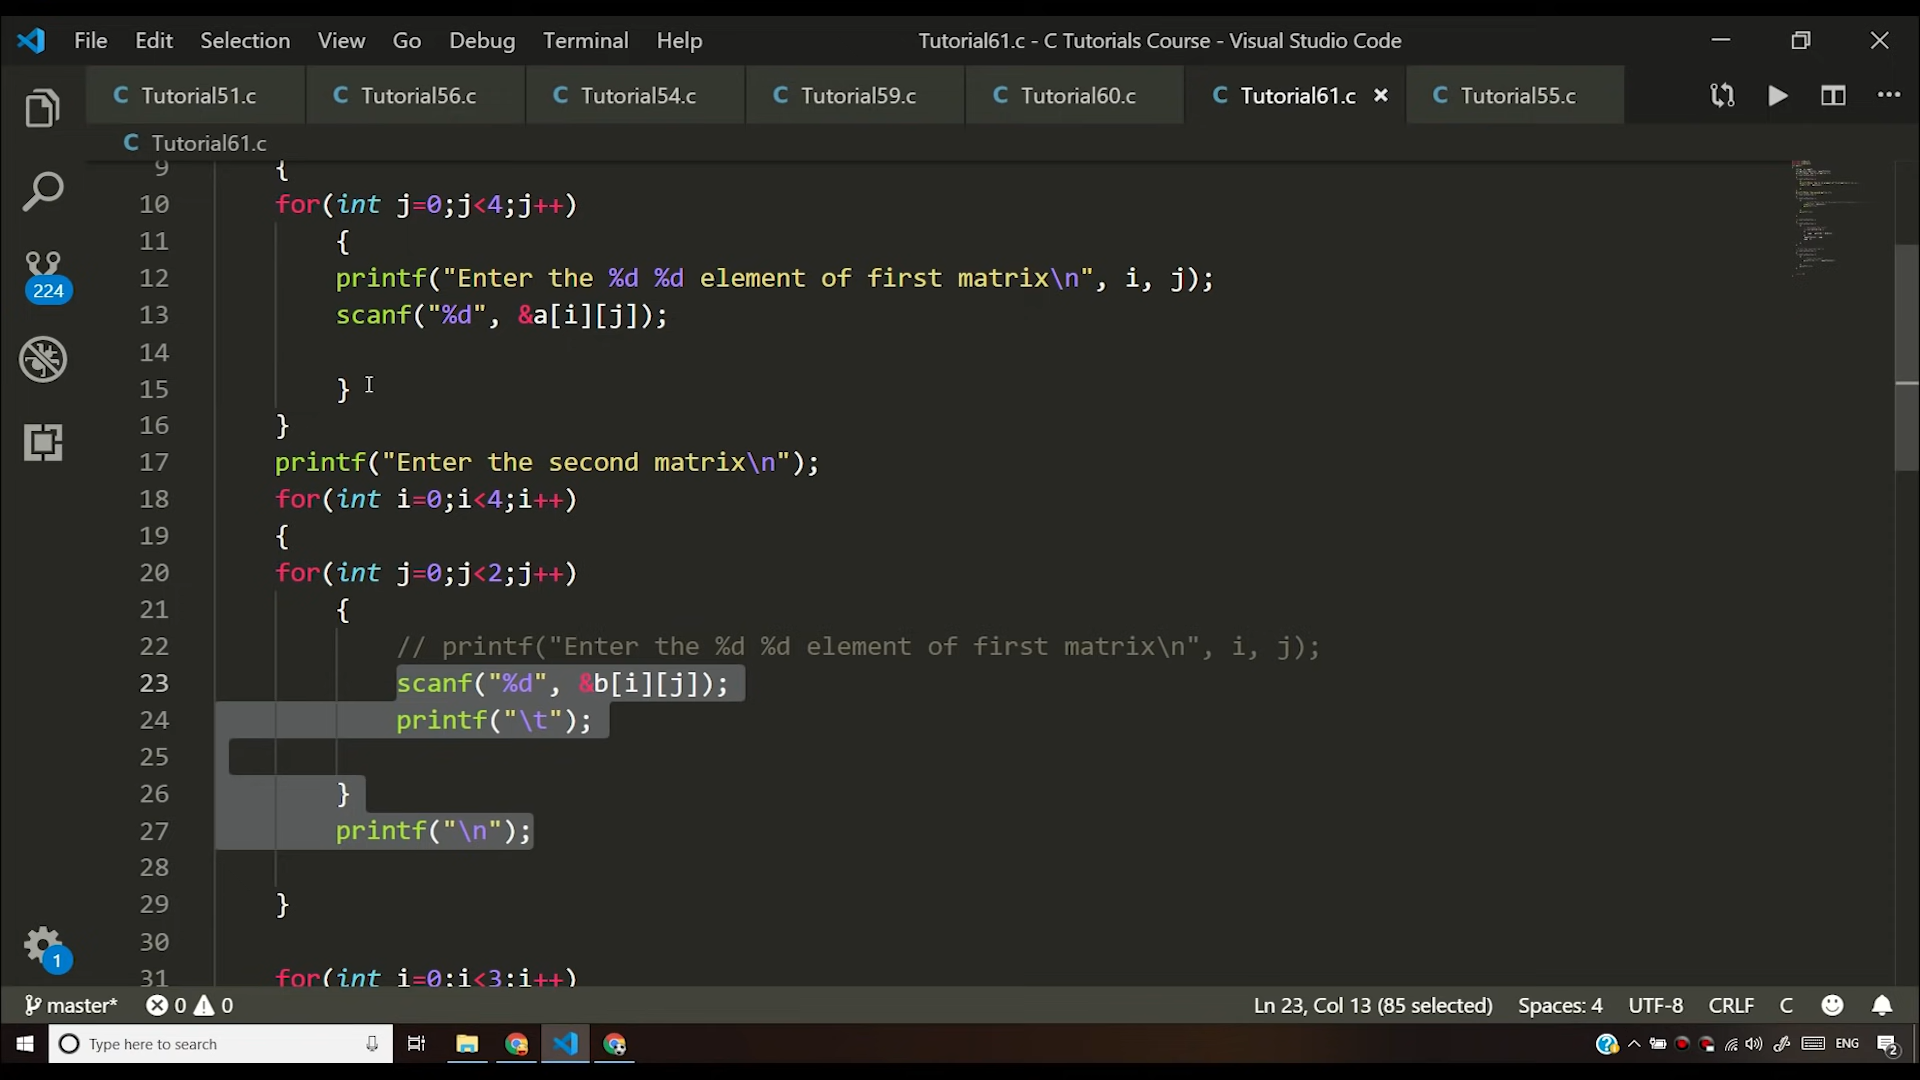 File Edit Selection View Go Debug Terminal Help Tutorial61.c - C Tutorials Course - Visual Studio Code
C Tutorial51.c C Tutorial56.c C Tutorial54.c C Tutorial59.c C Tutorial60.c C Tutorial61.c × C Tutorial55.c
C Tutorial61.c
9 {
10 for(int j=0;j<4;j++)
11 {
12 printf("Enter the %d %d element of first matrix\n", i, j);
13 scanf("%d", &a[i][j]);
14
15 }
16 }
17 printf("Enter the second matrix\n");
18 for(int i=0;i<4;i++)
19 {
20 for(int j=0;j<2;j++)
21 {
22 // printf("Enter the %d %d element of first matrix\n", i, j);
23 scanf("%d", &b[i][j]);
24 printf("\t");
25
26 }
27 printf("\n");
28
29 }
30
31 for(int i=0;i<3;i++)
224
1
master* 0 0 Ln 23, Col 13 (85 selected) Spaces: 4 UTF-8 CRLF C
Type here to search ENG 2